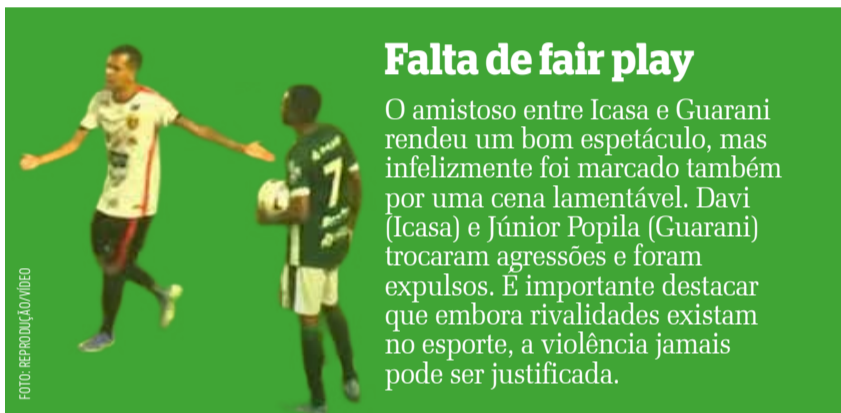 Falta de fair play
O amistoso entre Icasa e Guarani
rendeu um bom espetáculo, mas
infelizmente foi marcado também
por uma cena lamentável. Davi
(Icasa) e Júnior Popila (Guarani)
trocaram agressões e foram
expulsos. É importante destacar
que embora rivalidades existam
no esporte, a violência jamais
pode ser justificada.
FOTO: REPRODUÇÃO/VÍDEO
7